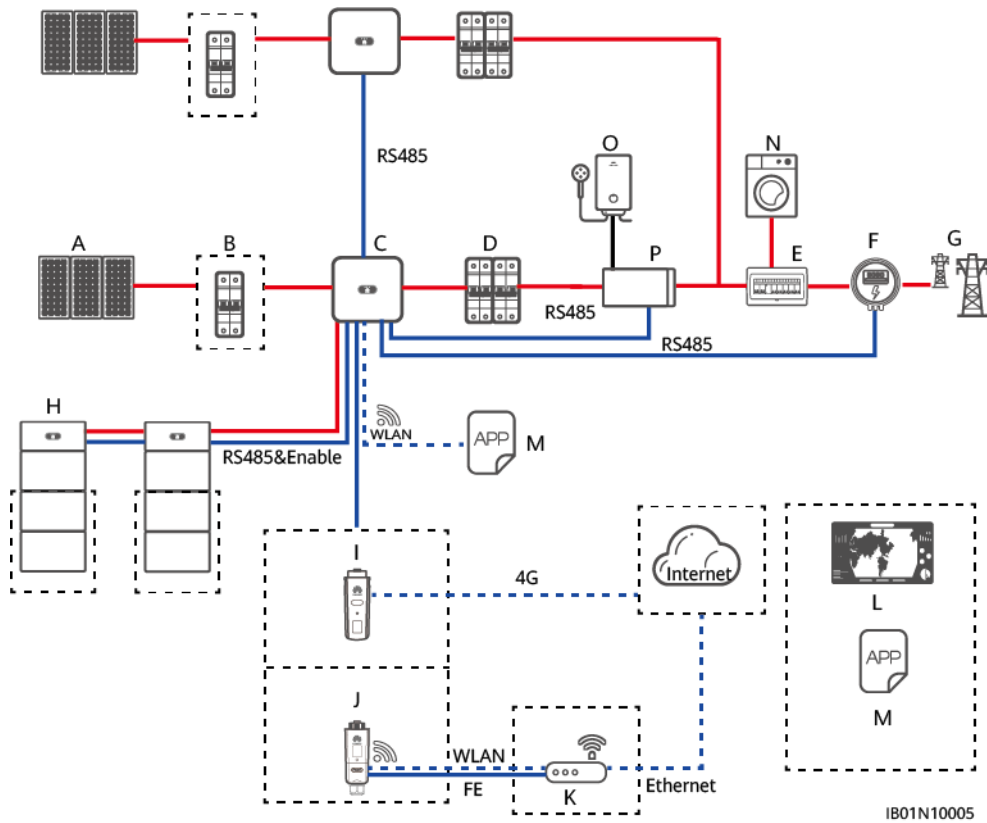 RS485
O
N
A
B
C
D
P
E
F
G
RS485
RS485
H
WLAN
APP
M
RS485&Enable
I
4G
Internet
L
J
APP
M
WLAN
FE
K
Ethernet
IB01N10005